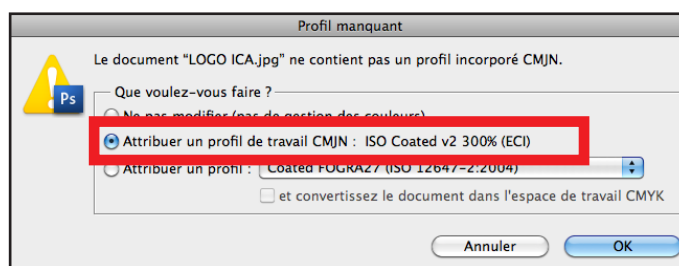 Profil manquant
Le document “LOGO ICA.jpg” ne contient pas un profil incorporé CMJN.
Que voulez-vous faire ?
Ps
Ne pas modifier (pas de gestion des couleurs)
Attribuer un profil de travail CMJN : ISO Coated v2 300% (ECI)
Attribuer un profil : Coated FOGRA27 (ISO 12647-2:2004)
et convertissez le document dans l'espace de travail CMYK
Annuler OK